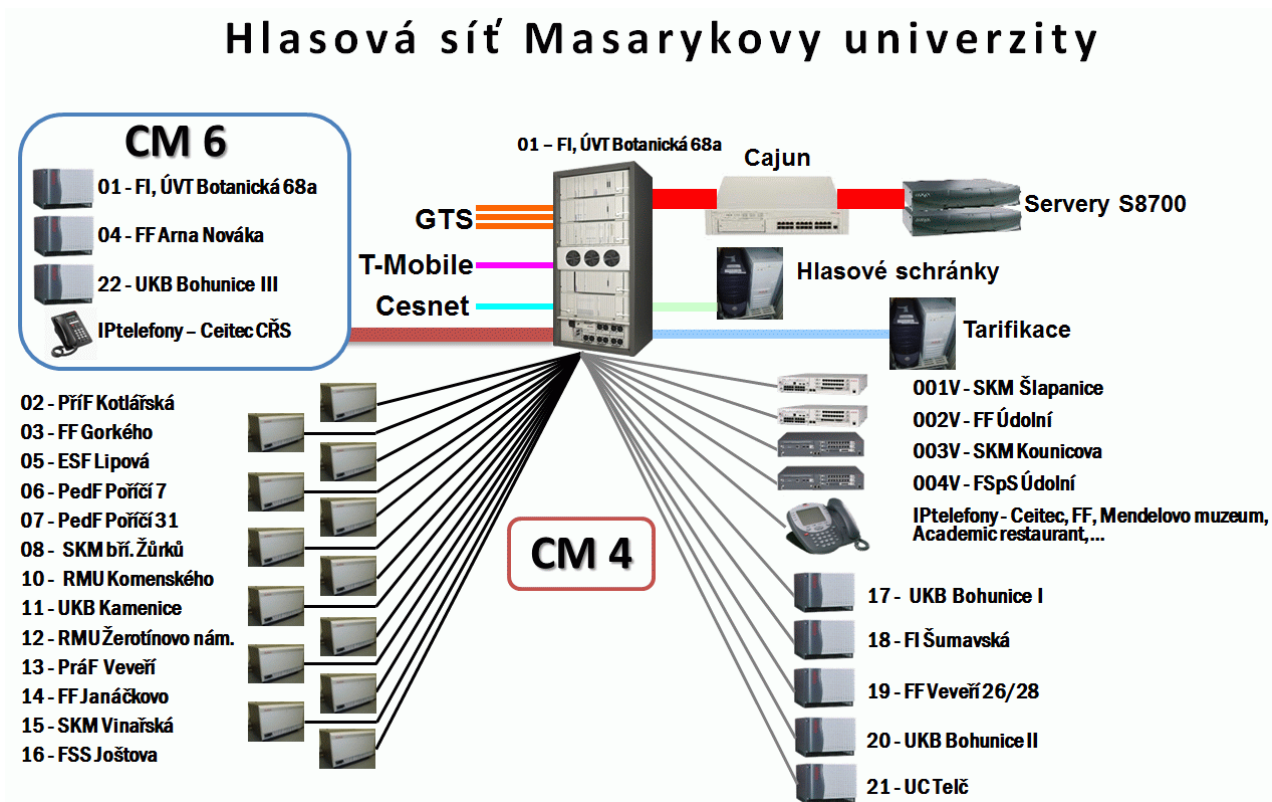 Hlasová síť Masarykovy univerzity
CM 6
01 - FI, ÚVT Botanická 68a
04 - FF Arna Nováka
22 - UKB Bohunice III
IPtelefony – Ceitec CŘS
01 – FI, ÚVT Botanická 68a
GTS
T-Mobile
Cesnet
Cajun
Servery S8700
Hlasové schránky
Tarifikace
02 - PříF Kotlářská
03 - FF Gorkého
05 - ESF Lipová
06 - PedF Poříčí 7
07 - PedF Poříčí 31
08 - SKM bří. Žůrků
10 - RMU Komenského
11 - UKB Kamenice
12 - RMU Žerotínovo nám.
13 - PráF Veveří
14 - FF Janáčkovo
15 - SKM Vinařská
16 - FSS Joštova
CM 4
001V - SKM Šlapanice
002V - FF Údolní
003V - SKM Kounicova
004V - FSpS Údolní
IPtelefony - Ceitec, FF, Mendelovo muzeum,
Academic restaurant,...
17 - UKB Bohunice I
18 - FI Šumavská
19 - FF Veveří 26/28
20 - UKB Bohunice II
21 - UC Telč